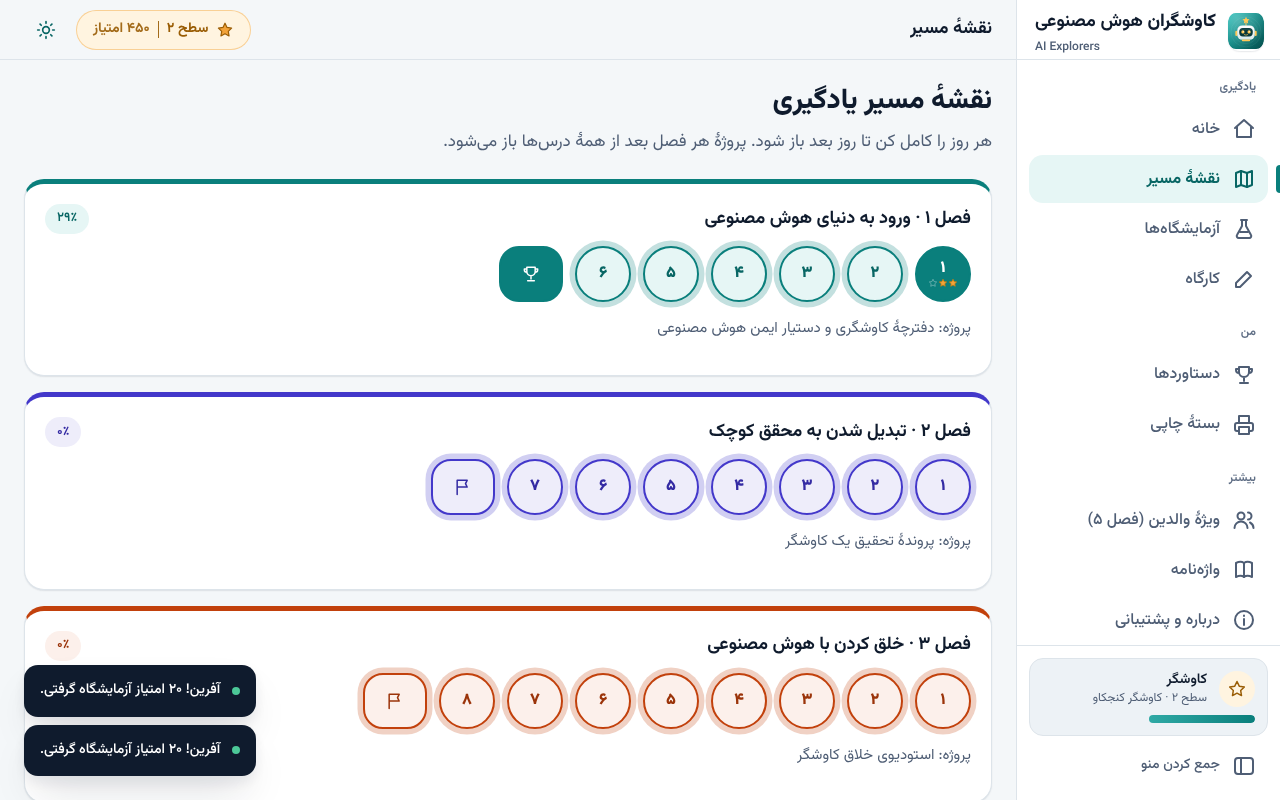 کاوشگران هوش مصنوعی
AI Explorers
یادگیری
خانه
نقشهٔ مسیر
آزمایشگاه‌ها
کارگاه
من
دستاوردها
بستهٔ چاپی
بیشتر
ویژهٔ والدین (فصل ۵)
واژه‌نامه
درباره و پشتیبانی
کاوشگر
سطح ۲ · کاوشگر کنجکاو
جمع کردن منو
نقشهٔ مسیر
سطح ۲ | ۴۵۰ امتیاز
نقشهٔ مسیر یادگیری
هر روز را کامل کن تا روز بعد باز شود. پروژهٔ هر فصل بعد از همهٔ درس‌ها باز می‌شود.
فصل ۱ · ورود به دنیای هوش مصنوعی
۲۹٪
۱ ۲ ۳ ۴ ۵ ۶
پروژه: دفترچهٔ کاوشگری و دستیار ایمن هوش مصنوعی
فصل ۲ · تبدیل شدن به محقق کوچک
۰٪
۱ ۲ ۳ ۴ ۵ ۶ ۷
پروژه: پروندهٔ تحقیق یک کاوشگر
فصل ۳ · خلق کردن با هوش مصنوعی
۰٪
۱ ۲ ۳ ۴ ۵ ۶ ۷ ۸
پروژه: استودیوی خلاق کاوشگر
آفرین! ۲۰ امتیاز آزمایشگاه گرفتی.
آفرین! ۲۰ امتیاز آزمایشگاه گرفتی.